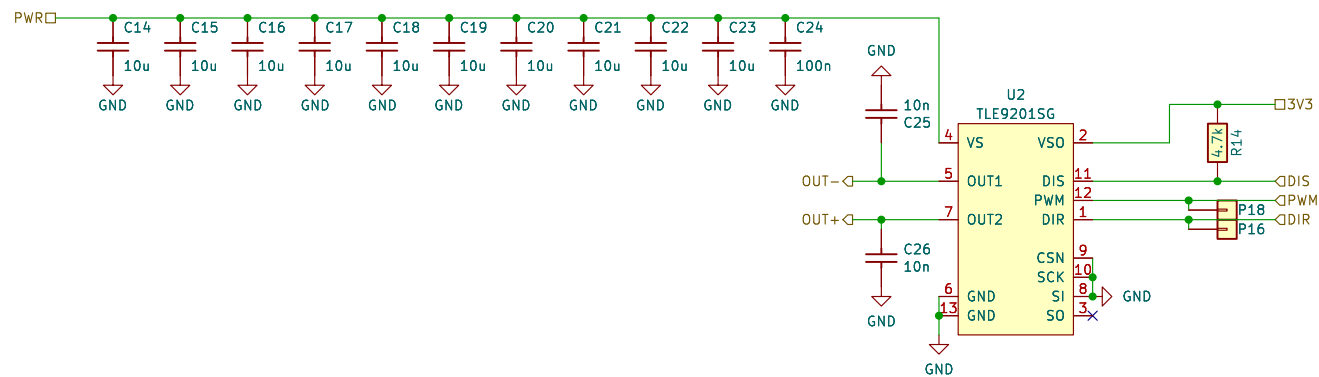 PWR
C14 C15 C16 C17 C18 C19 C20 C21 C22 C23 C24
10u 10u 10u 10u 10u 10u 10u 10u 10u 10u 100n
GND GND GND GND GND GND GND GND GND GND GND
GND
10n
C25
U2
TLE9201SG
3V3
4.7k
R14
4 VS VSO 2
OUT- 5 OUT1 DIS 11 DIS
PWM 12 PWM
P18
OUT+ 7 OUT2 DIR 1 DIR
P16
C26
10n
CSN 9
SCK 10
6 GND SI 8 GND
13 GND SO 3
GND
GND